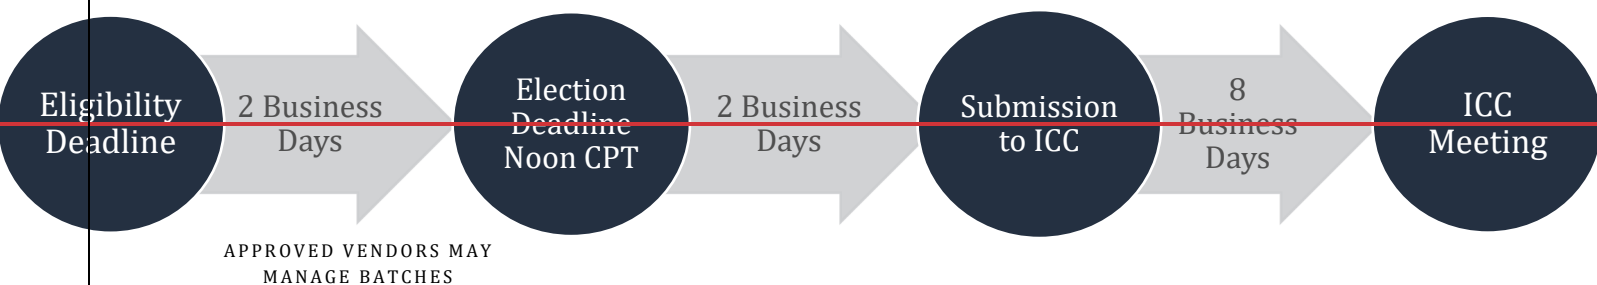 Eligibility
Deadline
2 Business
Days
Election
Deadline
Noon CPT
2 Business
Days
Submission
to ICC
8
Business
Days
ICC
Meeting
APPROVED VENDORS MAY
MANAGE BATCHES